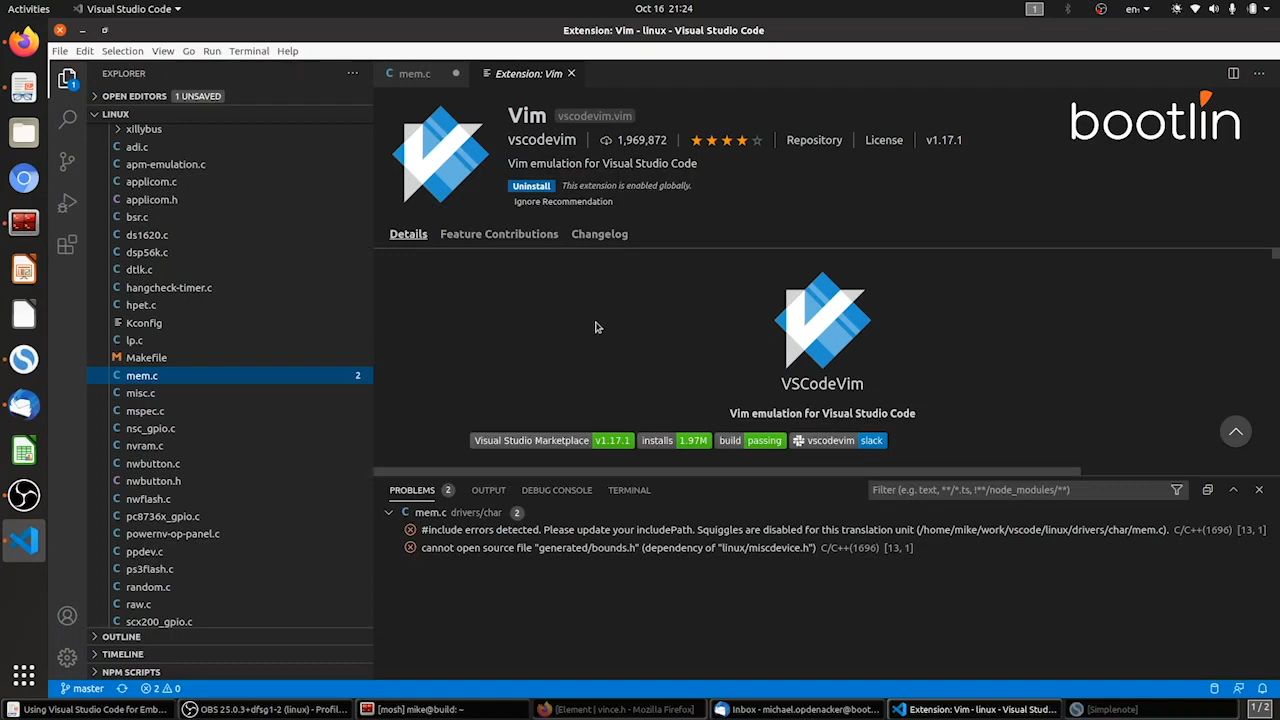 Activities
Visual Studio Code
Oct 16 21:24
1
en
Extension: Vim - linux - Visual Studio Code
File Edit Selection View Go Run Terminal Help
1
EXPLORER
mem.c
Extension: Vim
OPEN EDITORS 1 UNSAVED
LINUX
xillybus
adi.c
apm-emulation.c
applicom.c
applicom.h
bsr.c
ds1620.c
dsp56k.c
dtlk.c
hangcheck-timer.c
hpet.c
Kconfig
lp.c
Makefile
mem.c 2
misc.c
mspec.c
nsc_gpio.c
nvram.c
nwbutton.c
nwbutton.h
nwflash.c
pc8736x_gpio.c
powernv-op-panel.c
ppdev.c
ps3flash.c
random.c
raw.c
scx200_gpio.c
OUTLINE
TIMELINE
NPM SCRIPTS
bootlin
Vim vscodevim.vim
vscodevim 1,969,872 Repository License v1.17.1
Vim emulation for Visual Studio Code
Uninstall This extension is enabled globally.
Ignore Recommendation
Details Feature Contributions Changelog
VSCodeVim
Vim emulation for Visual Studio Code
Visual Studio Marketplace v1.17.1 installs 1.97M build passing vscodevim slack
PROBLEMS 2 OUTPUT DEBUG CONSOLE TERMINAL
Filter (e.g. text, **/*.ts, !**/node_modules/**)
mem.c drivers/char 2
#include errors detected. Please update your includePath. Squiggles are disabled for this translation unit (/home/mike/work/vscode/linux/drivers/char/mem.c). C/C++(1696) [13, 1]
cannot open source file "generated/bounds.h" (dependency of "linux/miscdevice.h") C/C++(1696) [13, 1]
master 2 0
Using Visual Studio Code for Emb...
OBS 25.0.3+dfsg1-2 (linux) - Profil...
[mosh] mike@build: ~
[Element | vince.h - Mozilla Firefox]
Inbox - michael.opdenacker@boot...
Extension: Vim - linux - Visual Stud...
[Simplenote]
1 / 2